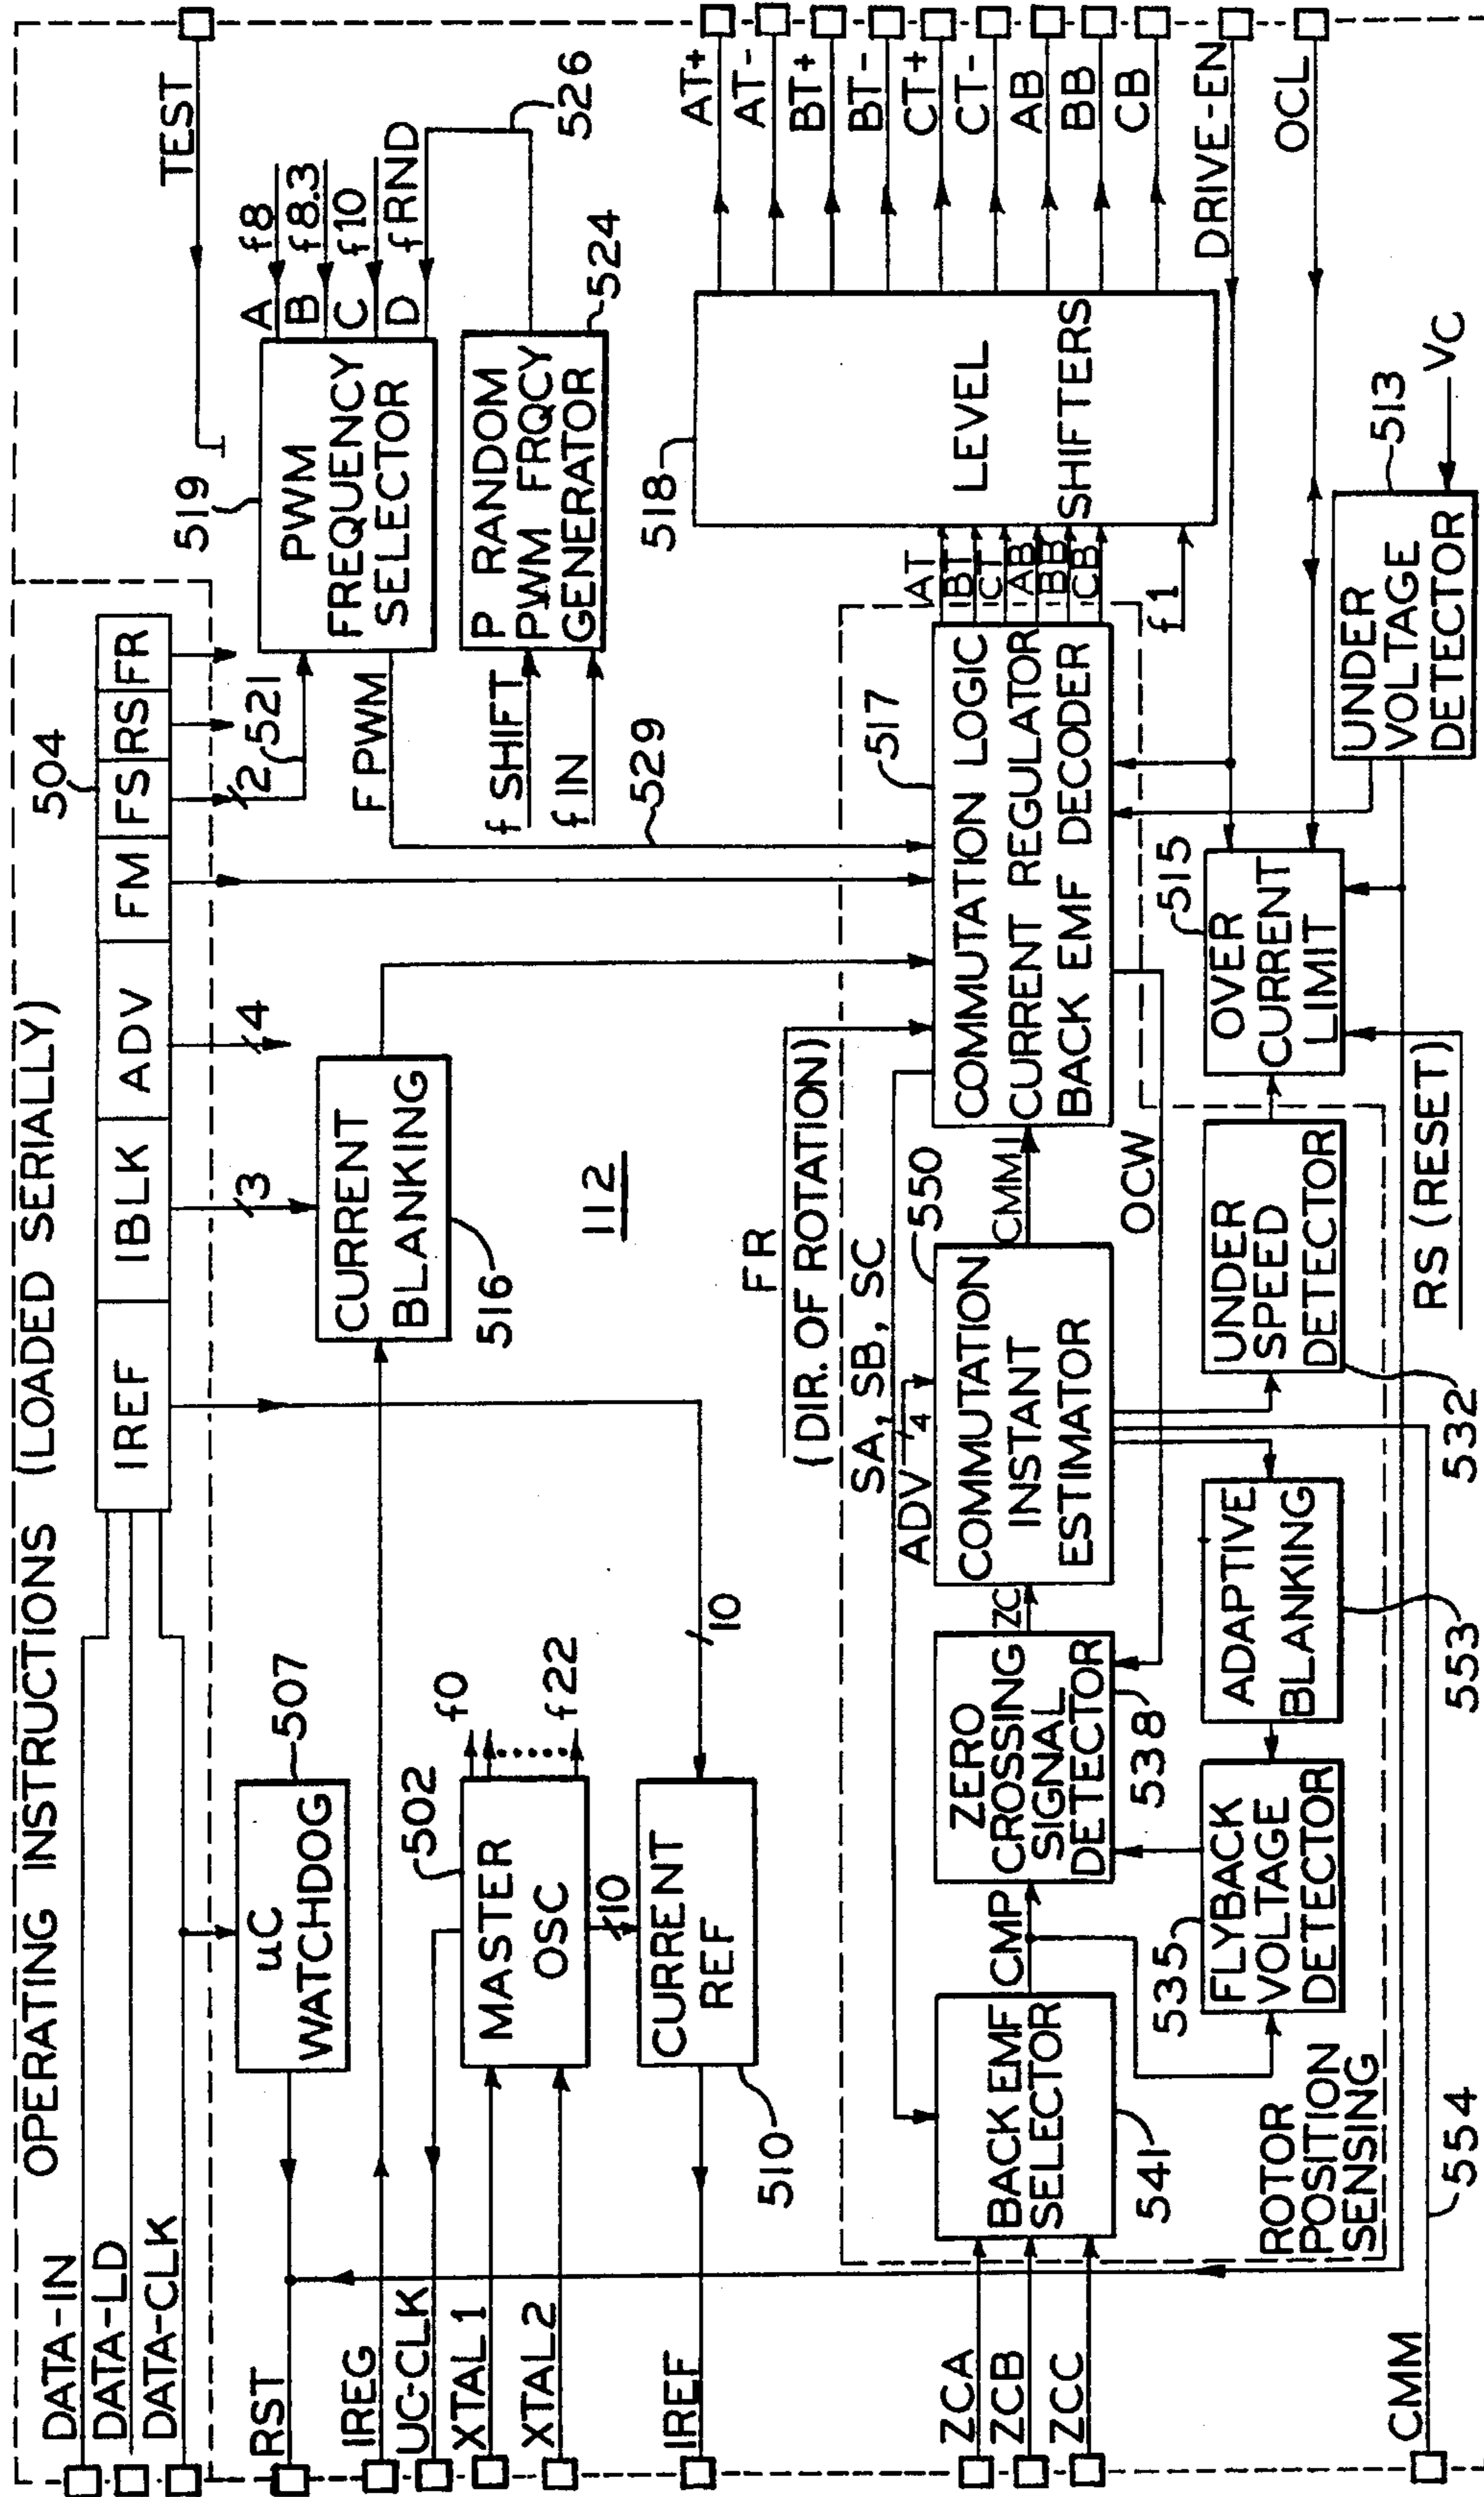 OPERATING INSTRUCTIONS (LOADED SERIALLY)
504
DATA-IN
DATA-LD
DATA-CLK
IREF
IBLK
ADV
FM
FS
RS
FR
TEST
3
4
2
521
RST
µC
WATCHDOG
507
IREG
UC-CLK
XTAL1
XTAL2
IREF
MASTER
OSC
502
f0
f22
10
CURRENT
REF
510
10
CURRENT
BLANKING
516
112
519
PWM
FREQUENCY
SELECTOR
A f8
B f8.3
C f10
D fRND
526
F PWM
P RANDOM
PWM FRQCY
GENERATOR
524
f SHIFT
f IN
529
FR
(DIR. OF ROTATION)
SA, SB, SC
ADV 4
550
517
518
ZCA
ZCB
ZCC
BACK EMF
SELECTOR
541
CMP
ZERO
CROSSING
SIGNAL
DETECTOR
538
ZC
COMMUTATION
INSTANT
ESTIMATOR
CMMI
COMMUTATION LOGIC
CURRENT REGULATOR
BACK EMF DECODER
AT
BT
CT
AB
BB
CB
f1
LEVEL
SHIFTERS
AT+
AT-
BT+
BT-
CT+
CT-
AB
BB
CB
DRIVE-EN
OCL
OCW
ROTOR
POSITION
SENSING
535
FLYBACK
VOLTAGE
DETECTOR
ADAPTIVE
BLANKING
553
UNDER
SPEED
DETECTOR
532
515
OVER
CURRENT
LIMIT
UNDER
VOLTAGE
DETECTOR
513
VC
RS (RESET)
CMM
554